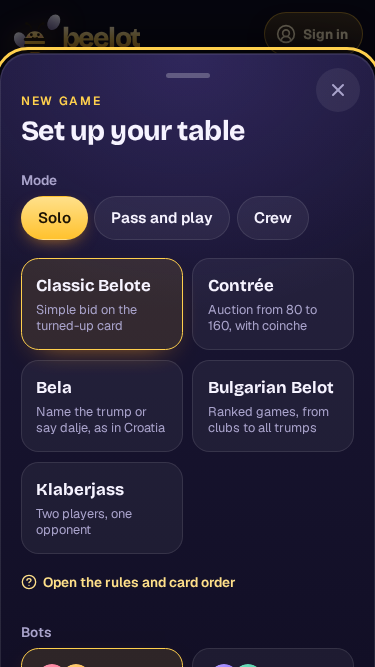 beelot
Sign in
NEW GAME
Set up your table
Mode
Solo
Pass and play
Crew
Classic Belote
Simple bid on the
turned-up card
Contrée
Auction from 80 to
160, with coinche
Bela
Name the trump or
say dalje, as in Croatia
Bulgarian Belot
Ranked games, from
clubs to all trumps
Klaberjass
Two players, one
opponent
Open the rules and card order
Bots